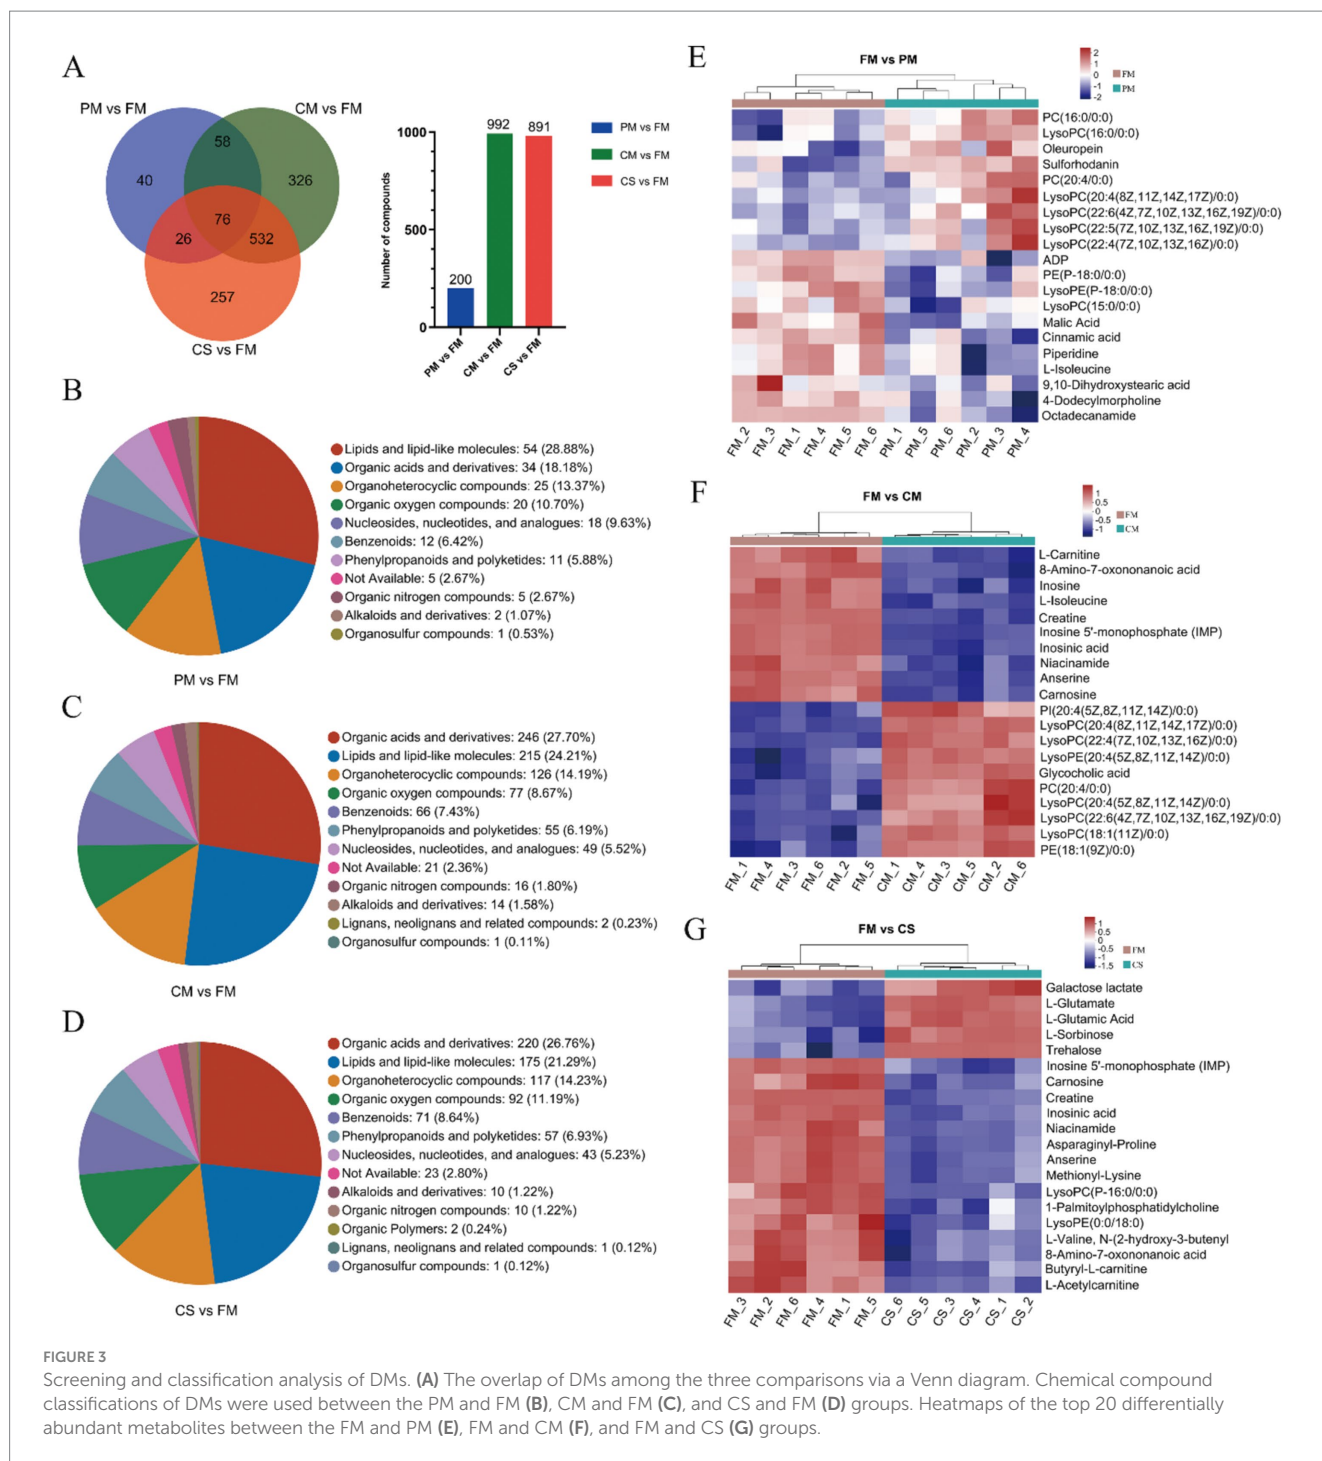 A
PM vs FM
CM vs FM
58
40
326
76
26
532
257
CS vs FM
Number of compounds
1000
500
0
200
992
891
PM vs FM
CM vs FM
CS vs FM
PM vs FM
CM vs FM
CS vs FM
B
Lipids and lipid-like molecules: 54 (28.88%)
Organic acids and derivatives: 34 (18.18%)
Organoheterocyclic compounds: 25 (13.37%)
Organic oxygen compounds: 20 (10.70%)
Nucleosides, nucleotides, and analogues: 18 (9.63%)
Benzenoids: 12 (6.42%)
Phenylpropanoids and polyketides: 11 (5.88%)
Not Available: 5 (2.67%)
Organic nitrogen compounds: 5 (2.67%)
Alkaloids and derivatives: 2 (1.07%)
Organosulfur compounds: 1 (0.53%)
PM vs FM
C
Organic acids and derivatives: 246 (27.70%)
Lipids and lipid-like molecules: 215 (24.21%)
Organoheterocyclic compounds: 126 (14.19%)
Organic oxygen compounds: 77 (8.67%)
Benzenoids: 66 (7.43%)
Phenylpropanoids and polyketides: 55 (6.19%)
Nucleosides, nucleotides, and analogues: 49 (5.52%)
Not Available: 21 (2.36%)
Organic nitrogen compounds: 16 (1.80%)
Alkaloids and derivatives: 14 (1.58%)
Lignans, neolignans and related compounds: 2 (0.23%)
Organosulfur compounds: 1 (0.11%)
CM vs FM
D
Organic acids and derivatives: 220 (26.76%)
Lipids and lipid-like molecules: 175 (21.29%)
Organoheterocyclic compounds: 117 (14.23%)
Organic oxygen compounds: 92 (11.19%)
Benzenoids: 71 (8.64%)
Phenylpropanoids and polyketides: 57 (6.93%)
Nucleosides, nucleotides, and analogues: 43 (5.23%)
Not Available: 23 (2.80%)
Alkaloids and derivatives: 10 (1.22%)
Organic nitrogen compounds: 10 (1.22%)
Organic Polymers: 2 (0.24%)
Lignans, neolignans and related compounds: 1 (0.12%)
Organosulfur compounds: 1 (0.12%)
CS vs FM
E
FM vs PM
2
1
0
-1
-2
FM
PM
PC(16:0/0:0)
LysoPC(16:0/0:0)
Oleuropein
Sulforhodanin
PC(20:4/0:0)
LysoPC(20:4(8Z,11Z,14Z,17Z)/0:0)
LysoPC(22:6(4Z,7Z,10Z,13Z,16Z,19Z)/0:0)
LysoPC(22:5(7Z,10Z,13Z,16Z,19Z)/0:0)
LysoPC(22:4(7Z,10Z,13Z,16Z)/0:0)
ADP
PE(P-18:0/0:0)
LysoPE(P-18:0/0:0)
LysoPC(15:0/0:0)
Malic Acid
Cinnamic acid
Piperidine
L-Isoleucine
9,10-Dihydroxystearic acid
4-Dodecylmorpholine
Octadecanamide
FM_2 FM_3 FM_1 FM_4 FM_5 FM_6 PM_1 PM_5 PM_6 PM_2 PM_3 PM_4
F
FM vs CM
1
0.5
0
-0.5
-1
FM
CM
L-Carnitine
8-Amino-7-oxononanoic acid
Inosine
L-Isoleucine
Creatine
Inosine 5'-monophosphate (IMP)
Inosinic acid
Niacinamide
Anserine
Carnosine
PI(20:4(5Z,8Z,11Z,14Z)/0:0)
LysoPC(20:4(8Z,11Z,14Z,17Z)/0:0)
LysoPC(22:4(7Z,10Z,13Z,16Z)/0:0)
LysoPE(20:4(5Z,8Z,11Z,14Z)/0:0)
Glycocholic acid
PC(20:4/0:0)
LysoPC(20:4(5Z,8Z,11Z,14Z)/0:0)
LysoPC(22:6(4Z,7Z,10Z,13Z,16Z,19Z)/0:0)
LysoPC(18:1(11Z)/0:0)
PE(18:1(9Z)/0:0)
FM_1 FM_4 FM_3 FM_6 FM_2 FM_5 CM_1 CM_4 CM_3 CM_5 CM_2 CM_6
G
FM vs CS
1
0.5
0
-0.5
-1
-1.5
FM
CS
Galactose lactate
L-Glutamate
L-Glutamic Acid
L-Sorbinose
Trehalose
Inosine 5'-monophosphate (IMP)
Carnosine
Creatine
Inosinic acid
Niacinamide
Asparaginyl-Proline
Anserine
Methionyl-Lysine
LysoPC(P-16:0/0:0)
1-Palmitoylphosphatidylcholine
LysoPE(0:0/18:0)
L-Valine, N-(2-hydroxy-3-butenyl
8-Amino-7-oxononanoic acid
Butyryl-L-carnitine
L-Acetylcarnitine
FM_3 FM_2 FM_6 FM_4 FM_1 FM_5 CS_6 CS_5 CS_3 CS_4 CS_1 CS_2
FIGURE 3
Screening and classification analysis of DMs. (A) The overlap of DMs among the three comparisons via a Venn diagram. Chemical compound
classifications of DMs were used between the PM and FM (B), CM and FM (C), and CS and FM (D) groups. Heatmaps of the top 20 differentially
abundant metabolites between the FM and PM (E), FM and CM (F), and FM and CS (G) groups.